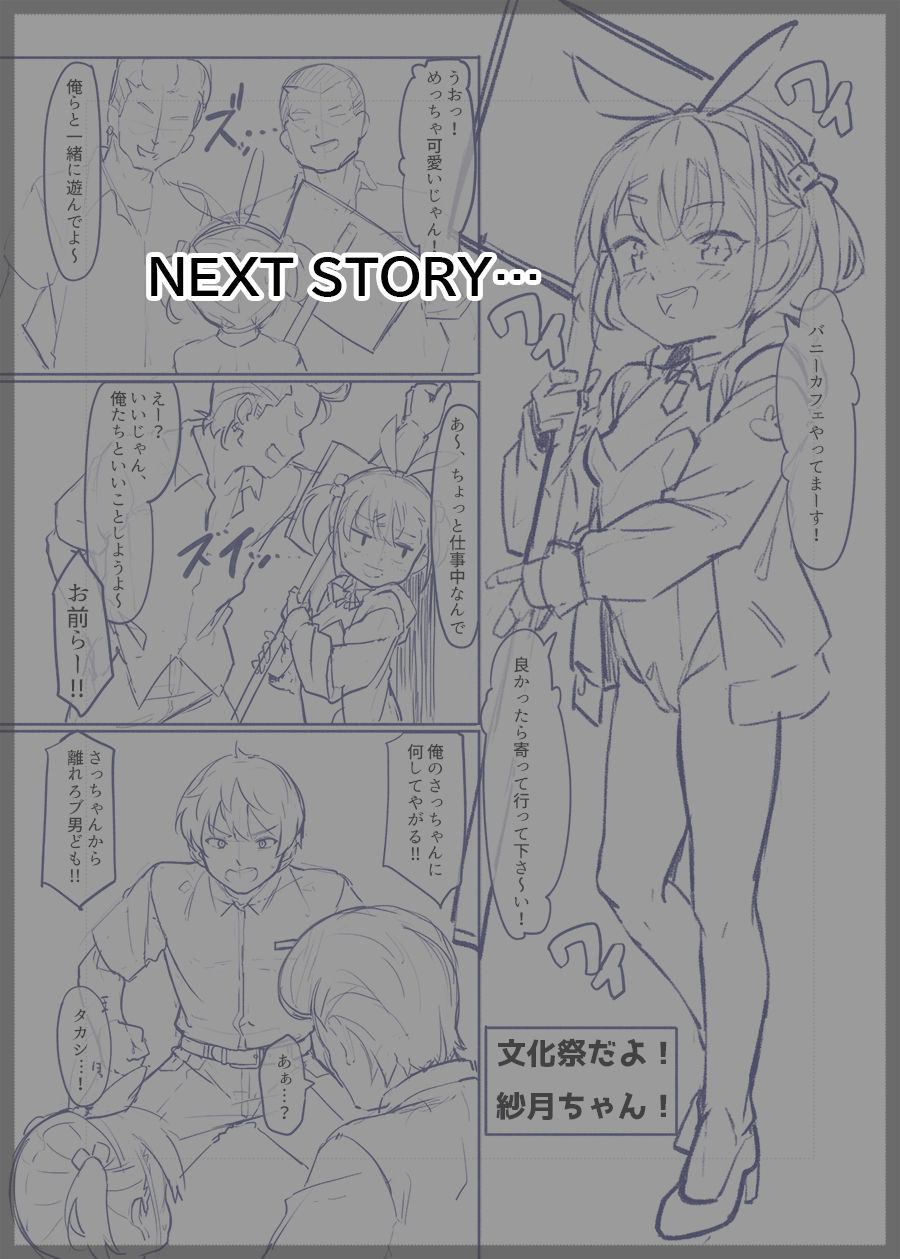 ワイ
バニーカフェやってまーす！
ワイ
良かったら寄って行って下さ〜い！
ワイ
文化祭だよ！
紗月ちゃん！
うおっ！
めっちゃ可愛いじゃん！
ズ…
俺らと一緒に遊んでよ〜
NEXT STORY…
あ〜、ちょっと仕事中なんで
ズイ…
えー？
いいじゃん、
俺たちといいことしようよ〜
お前らー!!
俺のさっちゃんに
何してやがる!!
さっちゃんから
離れろブ男ども!!
タカシ…！
あぁ…？